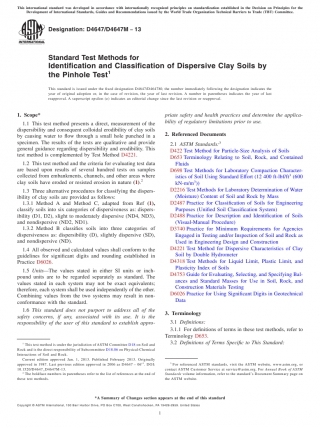 This international standard was developed in accordance with internationally recognized principles on standardization established in the Decision on Principles for the
Development of International Standards, Guides and Recommendations issued by the World Trade Organization Technical Barriers to Trade (TBT) Committee.
Designation: D4647/D4647M − 13
INTERNATIONAL
Standard Test Methods for
Identification and Classification of Dispersive Clay Soils by
the Pinhole Test¹
This standard is issued under the fixed designation D4647/D4647M; the number immediately following the designation indicates the
year of original adoption or, in the case of revision, the year of last revision. A number in parentheses indicates the year of last
reapproval. A superscript epsilon (ε) indicates an editorial change since the last revision or reapproval.
1. Scope*
1.1 This test method presents a direct, measurement of the
dispersibility and consequent colloidal erodibility of clay soils
by causing water to flow through a small hole punched in a
specimen. The results of the tests are qualitative and provide
general guidance regarding dispersibility and erodibility. This
test method is complemented by Test Method D4221.
1.2 This test method and the criteria for evaluating test data
are based upon results of several hundred tests on samples
collected from embankments, channels, and other areas where
clay soils have eroded or resisted erosion in nature (1).²
1.3 Three alternative procedures for classifying the dispersibility
of clay soils are provided as follows:
1.3.1 Method A and Method C, adapted from Ref (1),
classify soils into six categories of dispersiveness as: dispersibility
(D1, D2), slight to moderately dispersive (ND4, ND3),
and nondispersive (ND2, ND1).
1.3.2 Method B classifies soils into three categories of
dispersiveness as: dispersibility (D), slightly dispersive (SD),
and nondispersive (ND).
1.4 All observed and calculated values shall conform to the
guidelines for significant digits and rounding established in
Practice D6026.
1.5 Units—The values stated in either SI units or inch-
pound units are to be regarded separately as standard. The
values stated in each system may not be exact equivalents;
therefore, each system shall be used independently of the other.
Combining values from the two systems may result in non-
conformance with the standard.
1.6 This standard does not purport to address all of the
safety concerns, if any, associated with its use. It is the
responsibility of the user of this standard to establish appro-
¹ This test method is under the jurisdiction of ASTM Committee D18 on Soil and
Rock and is the direct responsibility of Subcommittee D18.06 on Physical-Chemical
Interactions of Soil and Rock.
Current edition approved Jan. 1, 2013. Published February 2013. Originally
² The boldface numbers in parentheses refer to the list of references at the end of
these test methods.
priate safety and health practices and determine the applica-
bility of regulatory limitations prior to use.
2. Referenced Documents
2.1 ASTM Standards:³
D422 Test Method for Particle-Size Analysis of Soils
D653 Terminology Relating to Soil, Rock, and Contained
Fluids
D698 Test Methods for Laboratory Compaction Character-
istics of Soil Using Standard Effort (12 400 ft-lbf/ft³ (600
kN-m/m³))
D2216 Test Methods for Laboratory Determination of Water
(Moisture) Content of Soil and Rock by Mass
D2487 Practice for Classification of Soils for Engineering
Purposes (Unified Soil Classification System)
D2488 Practice for Description and Identification of Soils
(Visual-Manual Procedure)
D3740 Practice for Minimum Requirements for Agencies
Engaged in Testing and/or Inspection of Soil and Rock as
Used in Engineering Design and Construction
D4221 Test Method for Dispersive Characteristics of Clay
Soil by Double Hydrometer
D4318 Test Methods for Liquid Limit, Plastic Limit, and
Plasticity Index of Soils
D4753 Guide for Evaluating, Selecting, and Specifying Bal-
ances and Standard Masses for Use in Soil, Rock, and
Construction Materials Testing
D6026 Practice for Using Significant Digits in Geotechnical
Data
3. Terminology
3.1 Definitions:
3.1.1 For definitions of terms in these test methods, refer to
Terminology D653.
3.2 Definitions of Terms Specific to This Standard:
³ For referenced ASTM standards, visit the ASTM website, www.astm.org, or
contact ASTM Customer Service at service@astm.org. For Annual Book of ASTM
Standards volume information, refer to the standard's Document Summary page on
the ASTM website.
*A Summary of Changes section appears at the end of this standard
Copyright © ASTM International, 100 Barr Harbor Drive, PO Box C700, West Conshohocken, PA 19428-2959. United States
1